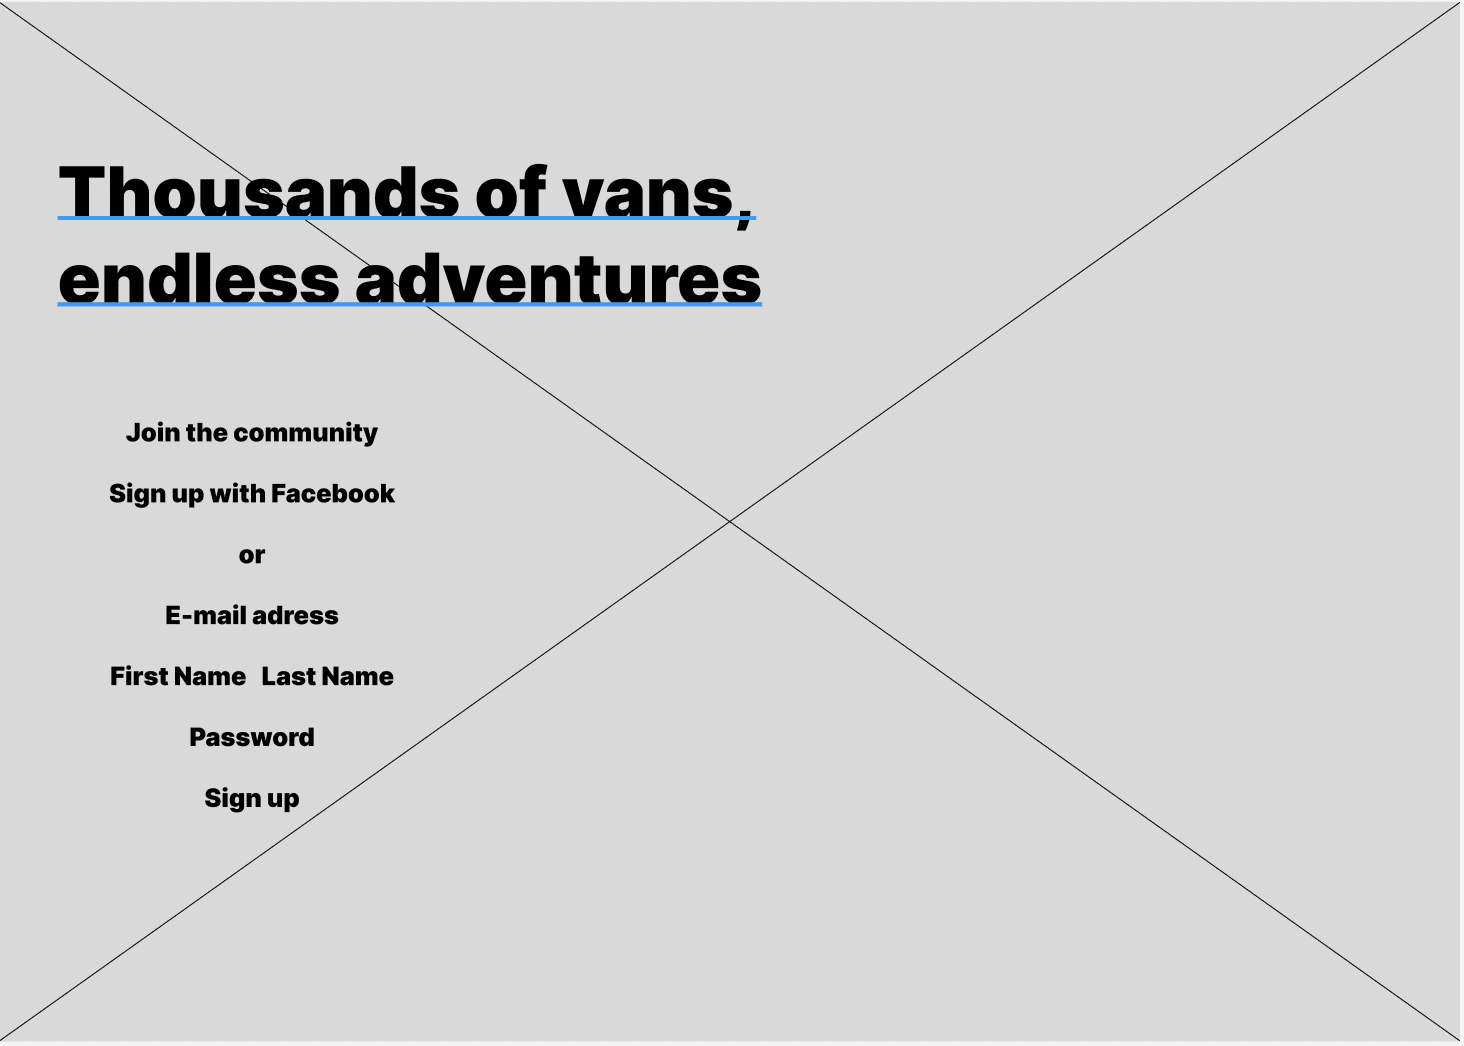 Thousands of vans,
endless adventures
Join the community
Sign up with Facebook
or
E-mail adress
First Name Last Name
Password
Sign up